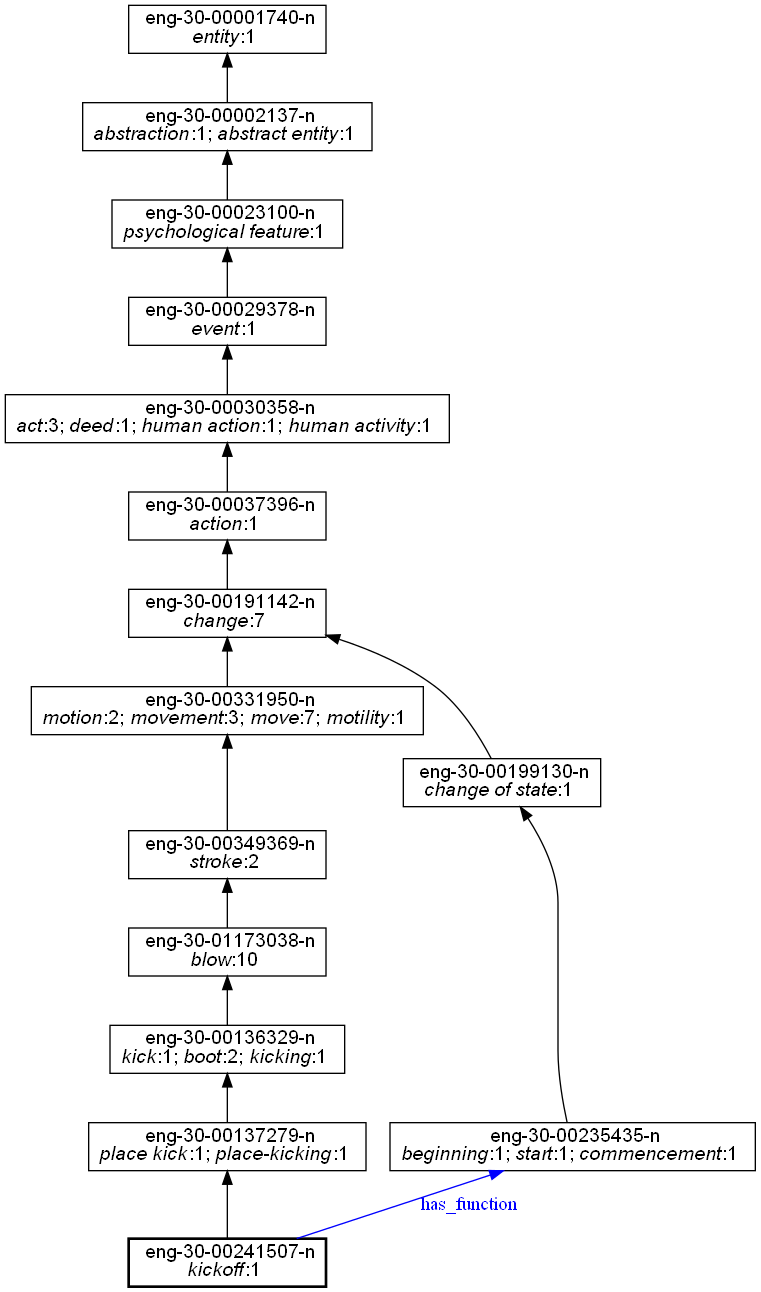 eng-30-00001740-n
entity:1
eng-30-00002137-n
abstraction:1; abstract entity:1
eng-30-00023100-n
psychological feature:1
eng-30-00029378-n
event:1
eng-30-00030358-n
act:3; deed:1; human action:1; human activity:1
eng-30-00037396-n
action:1
eng-30-00191142-n
change:7
eng-30-00331950-n
motion:2; movement:3; move:7; motility:1
eng-30-00199130-n
change of state:1
eng-30-00349369-n
stroke:2
eng-30-01173038-n
blow:10
eng-30-00136329-n
kick:1; boot:2; kicking:1
eng-30-00137279-n
place kick:1; place-kicking:1
eng-30-00235435-n
beginning:1; start:1; commencement:1
has_function
eng-30-00241507-n
kickoff:1